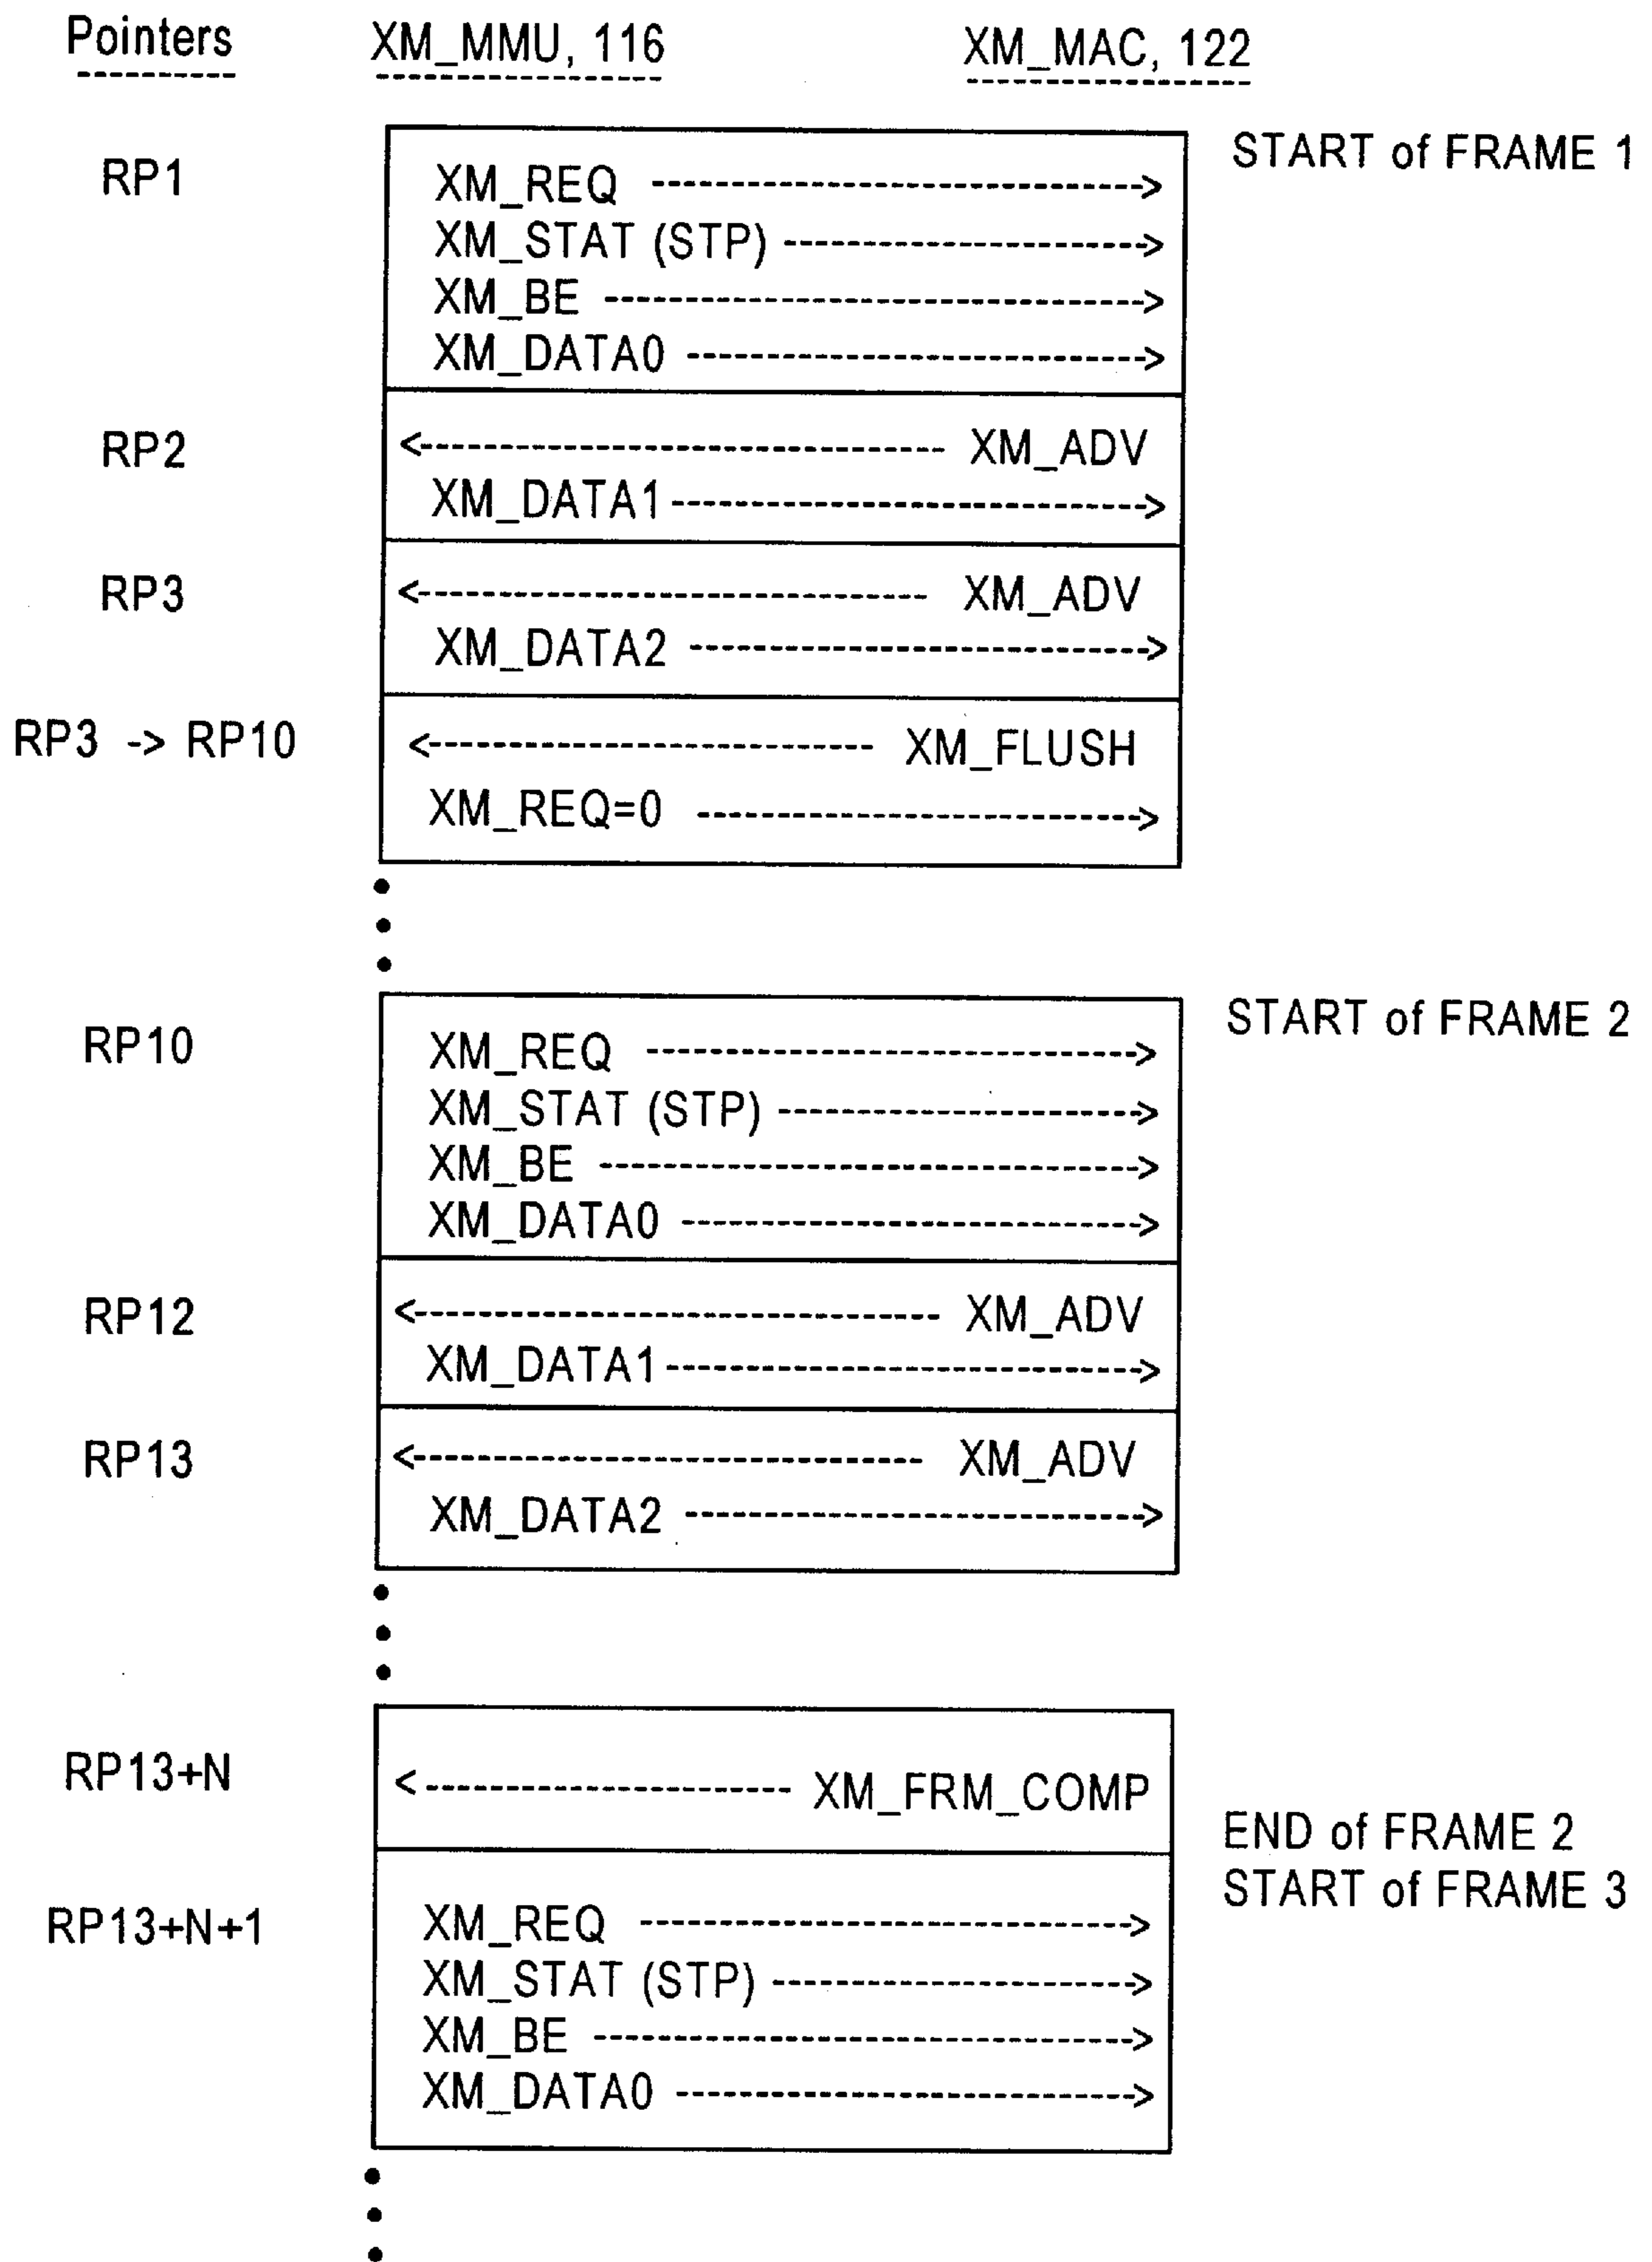 Pointers XM_MMU, 116 XM_MAC, 122
START of FRAME 1
RP1 XM_REQ
XM_STAT (STP)
XM_BE
XM_DATA0
RP2 XM_ADV
XM_DATA1
RP3 XM_ADV
XM_DATA2
RP3 -> RP10 XM_FLUSH
XM_REQ=0
START of FRAME 2
RP10 XM_REQ
XM_STAT (STP)
XM_BE
XM_DATA0
RP12 XM_ADV
XM_DATA1
RP13 XM_ADV
XM_DATA2
RP13+N XM_FRM_COMP
END of FRAME 2
START of FRAME 3
RP13+N+1 XM_REQ
XM_STAT (STP)
XM_BE
XM_DATA0